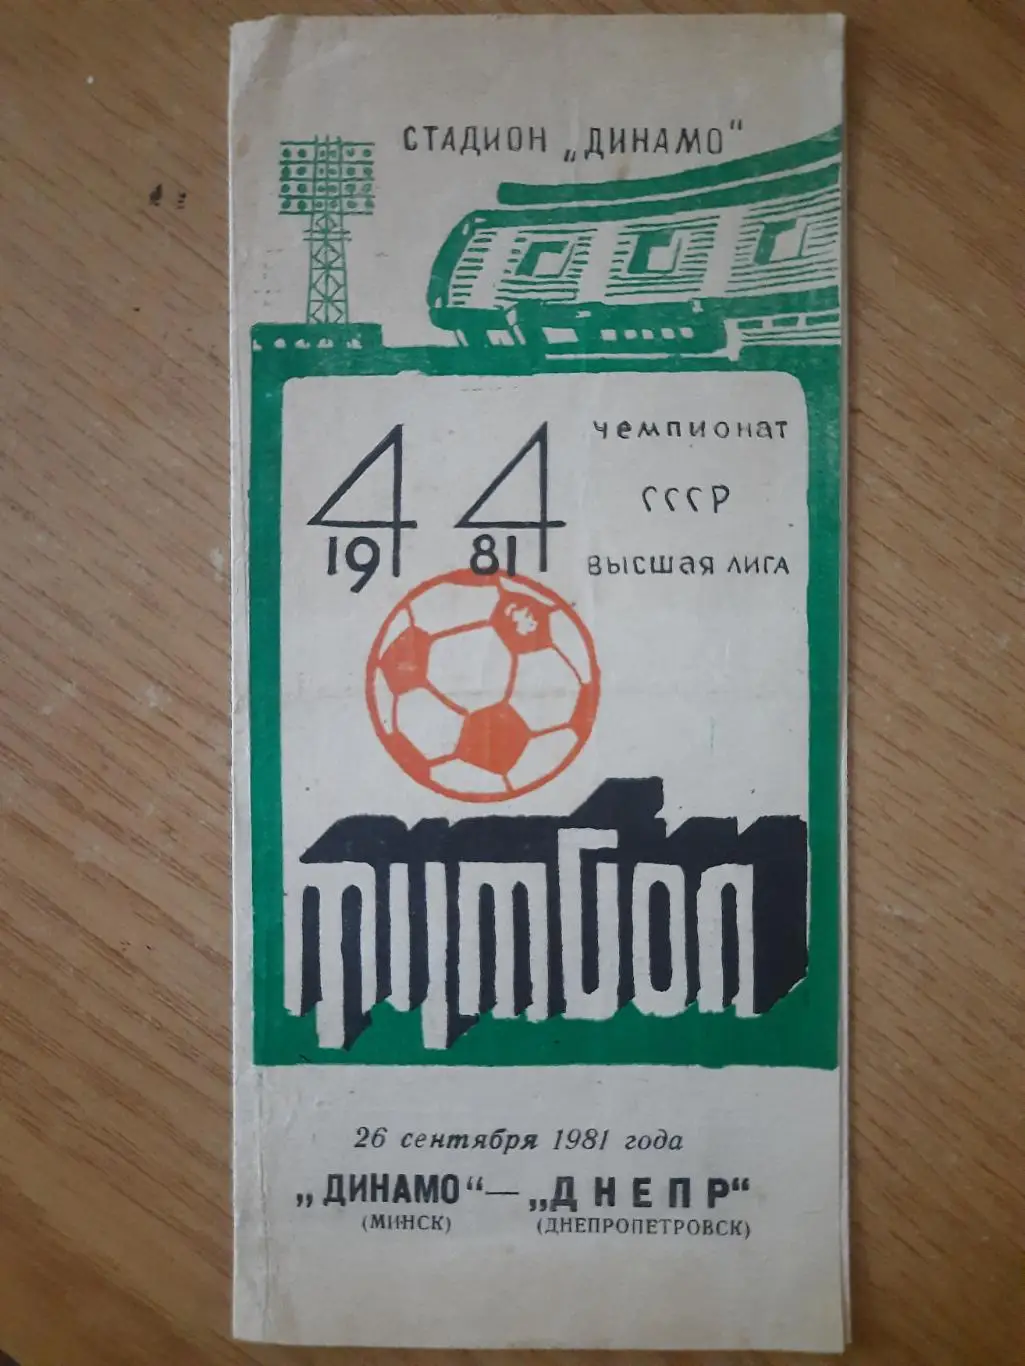 СТАДИОН „ДИНАМО“
44
19 81
чемпионат
СССР
высшая лига
футбол
26 сентября 1981 года
„ДИНАМО“ — „ДНЕПР“
(МИНСК) (ДНЕПРОПЕТРОВСК)